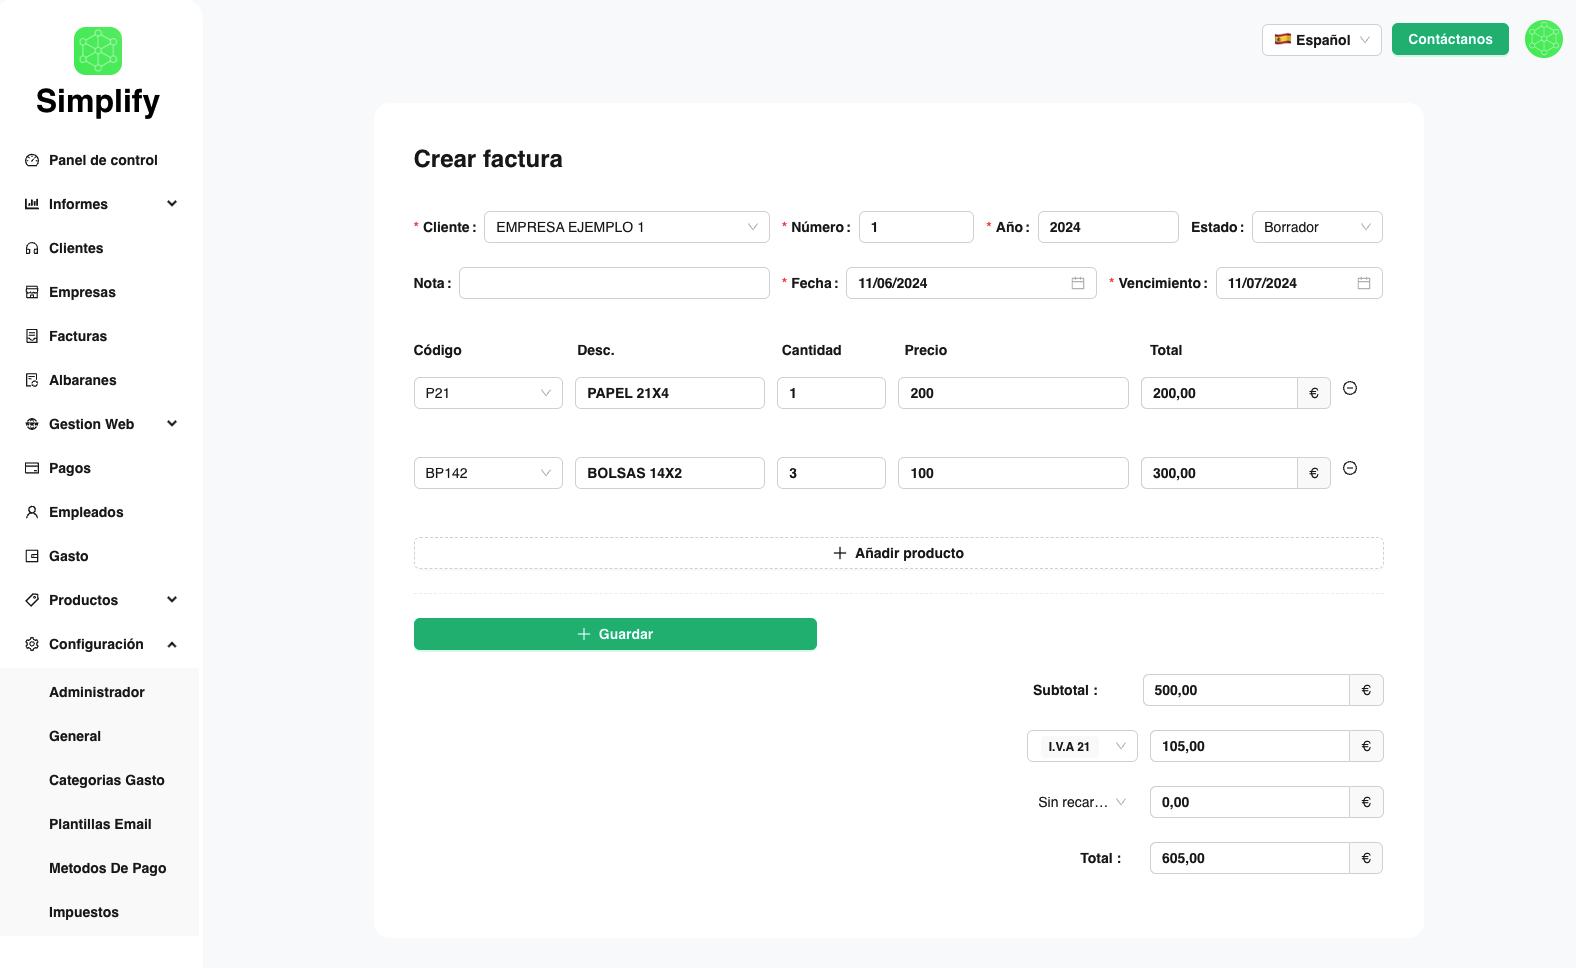 Simplify
Panel de control
Informes
Clientes
Empresas
Facturas
Albaranes
Gestion Web
Pagos
Empleados
Gasto
Productos
Configuración
Administrador
General
Categorias Gasto
Plantillas Email
Metodos De Pago
Impuestos
Español Contáctanos
Crear factura
* Cliente : EMPRESA EJEMPLO 1 * Número : 1 * Año : 2024 Estado : Borrador
Nota : * Fecha : 11/06/2024 * Vencimiento : 11/07/2024
Código Desc. Cantidad Precio Total
P21 PAPEL 21X4 1 200 200,00 €
BP142 BOLSAS 14X2 3 100 300,00 €
+ Añadir producto
+ Guardar
Subtotal : 500,00 €
I.V.A 21 105,00 €
Sin recar... 0,00 €
Total : 605,00 €